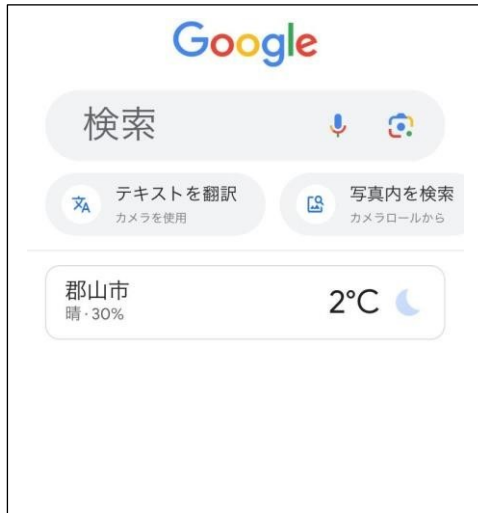 Google
検索
テキストを翻訳
カメラを使用
写真内を検索
カメラロールから
郡山市
晴・30%
2°C